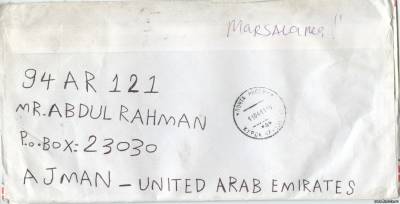 Marsalama!!
94 AR 121
MR. ABDUL RAHMAN
P.O. BOX: 23030
AJMAN - UNITED ARAB EMIRATES